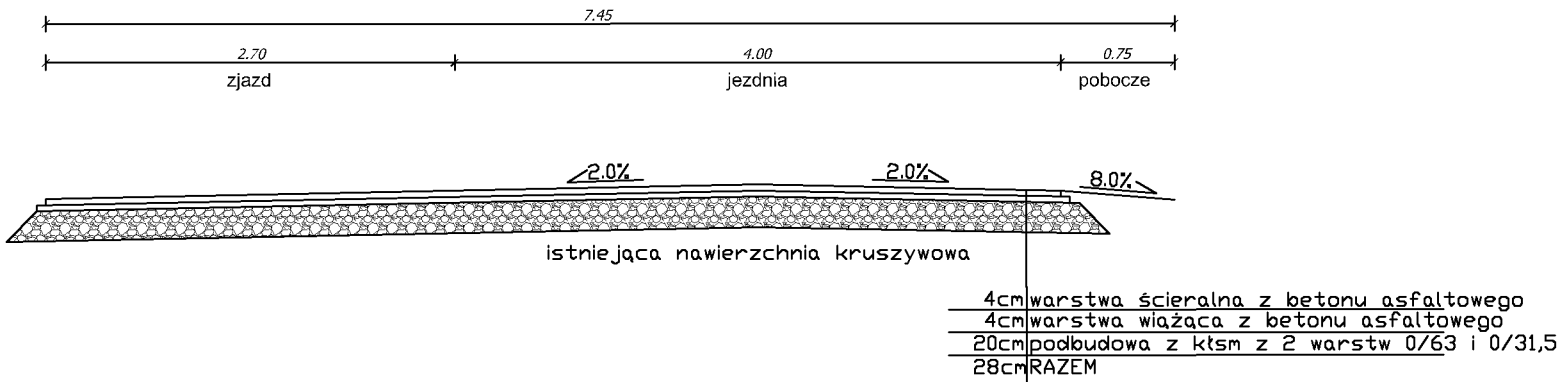 7.45
2.70 4.00 0.75
zjazd jezdnia pobocze
2.0% 2.0% 8.0%
istniejąca nawierzchnia kruszywowa
4cm warstwa ścieralna z betonu asfaltowego
4cm warstwa wiążąca z betonu asfaltowego
20cm podbudowa z kłsm z 2 warstw 0/63 i 0/31,5
28cm RAZEM